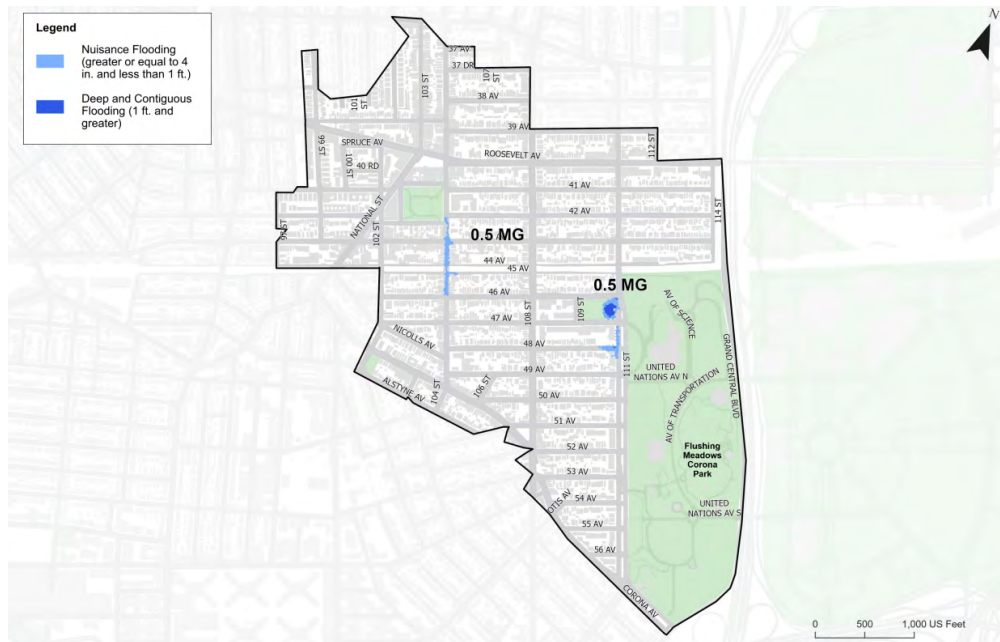 Legend
Nuisance Flooding
(greater or equal to 4
in. and less than 1 ft.)
Deep and Contiguous
Flooding (1 ft. and
greater)
N
37 AV
37 DR
107
ST
103 ST
101
ST
38 AV
39 AV
99 ST
SPRUCE AV
112 ST
ROOSEVELT AV
100 ST
40 RD
41 AV
NATIONAL ST
42 AV
114 ST
102 ST
0.5 MG
44 AV
45 AV
46 AV
0.5 MG
108 ST
109 ST
47 AV
AV OF SCIENCE
NICOLLS AV
48 AV
111 ST
49 AV
UNITED
NATIONS AV N
GRAND CENTRAL BLVD
ALSTYNE AV
104 ST
106 ST
50 AV
AV OF TRANSPORTATION
51 AV
52 AV
Flushing
Meadows
Corona
Park
53 AV
OTIS AV
54 AV
UNITED
NATIONS AV S
55 AV
56 AV
CORONA AV
0 500 1,000 US Feet